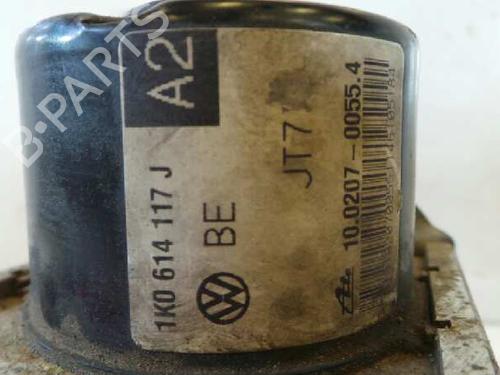 A2
1K0 614 117 J
BE
JT7
10.0207-0055.4
B-PARTS